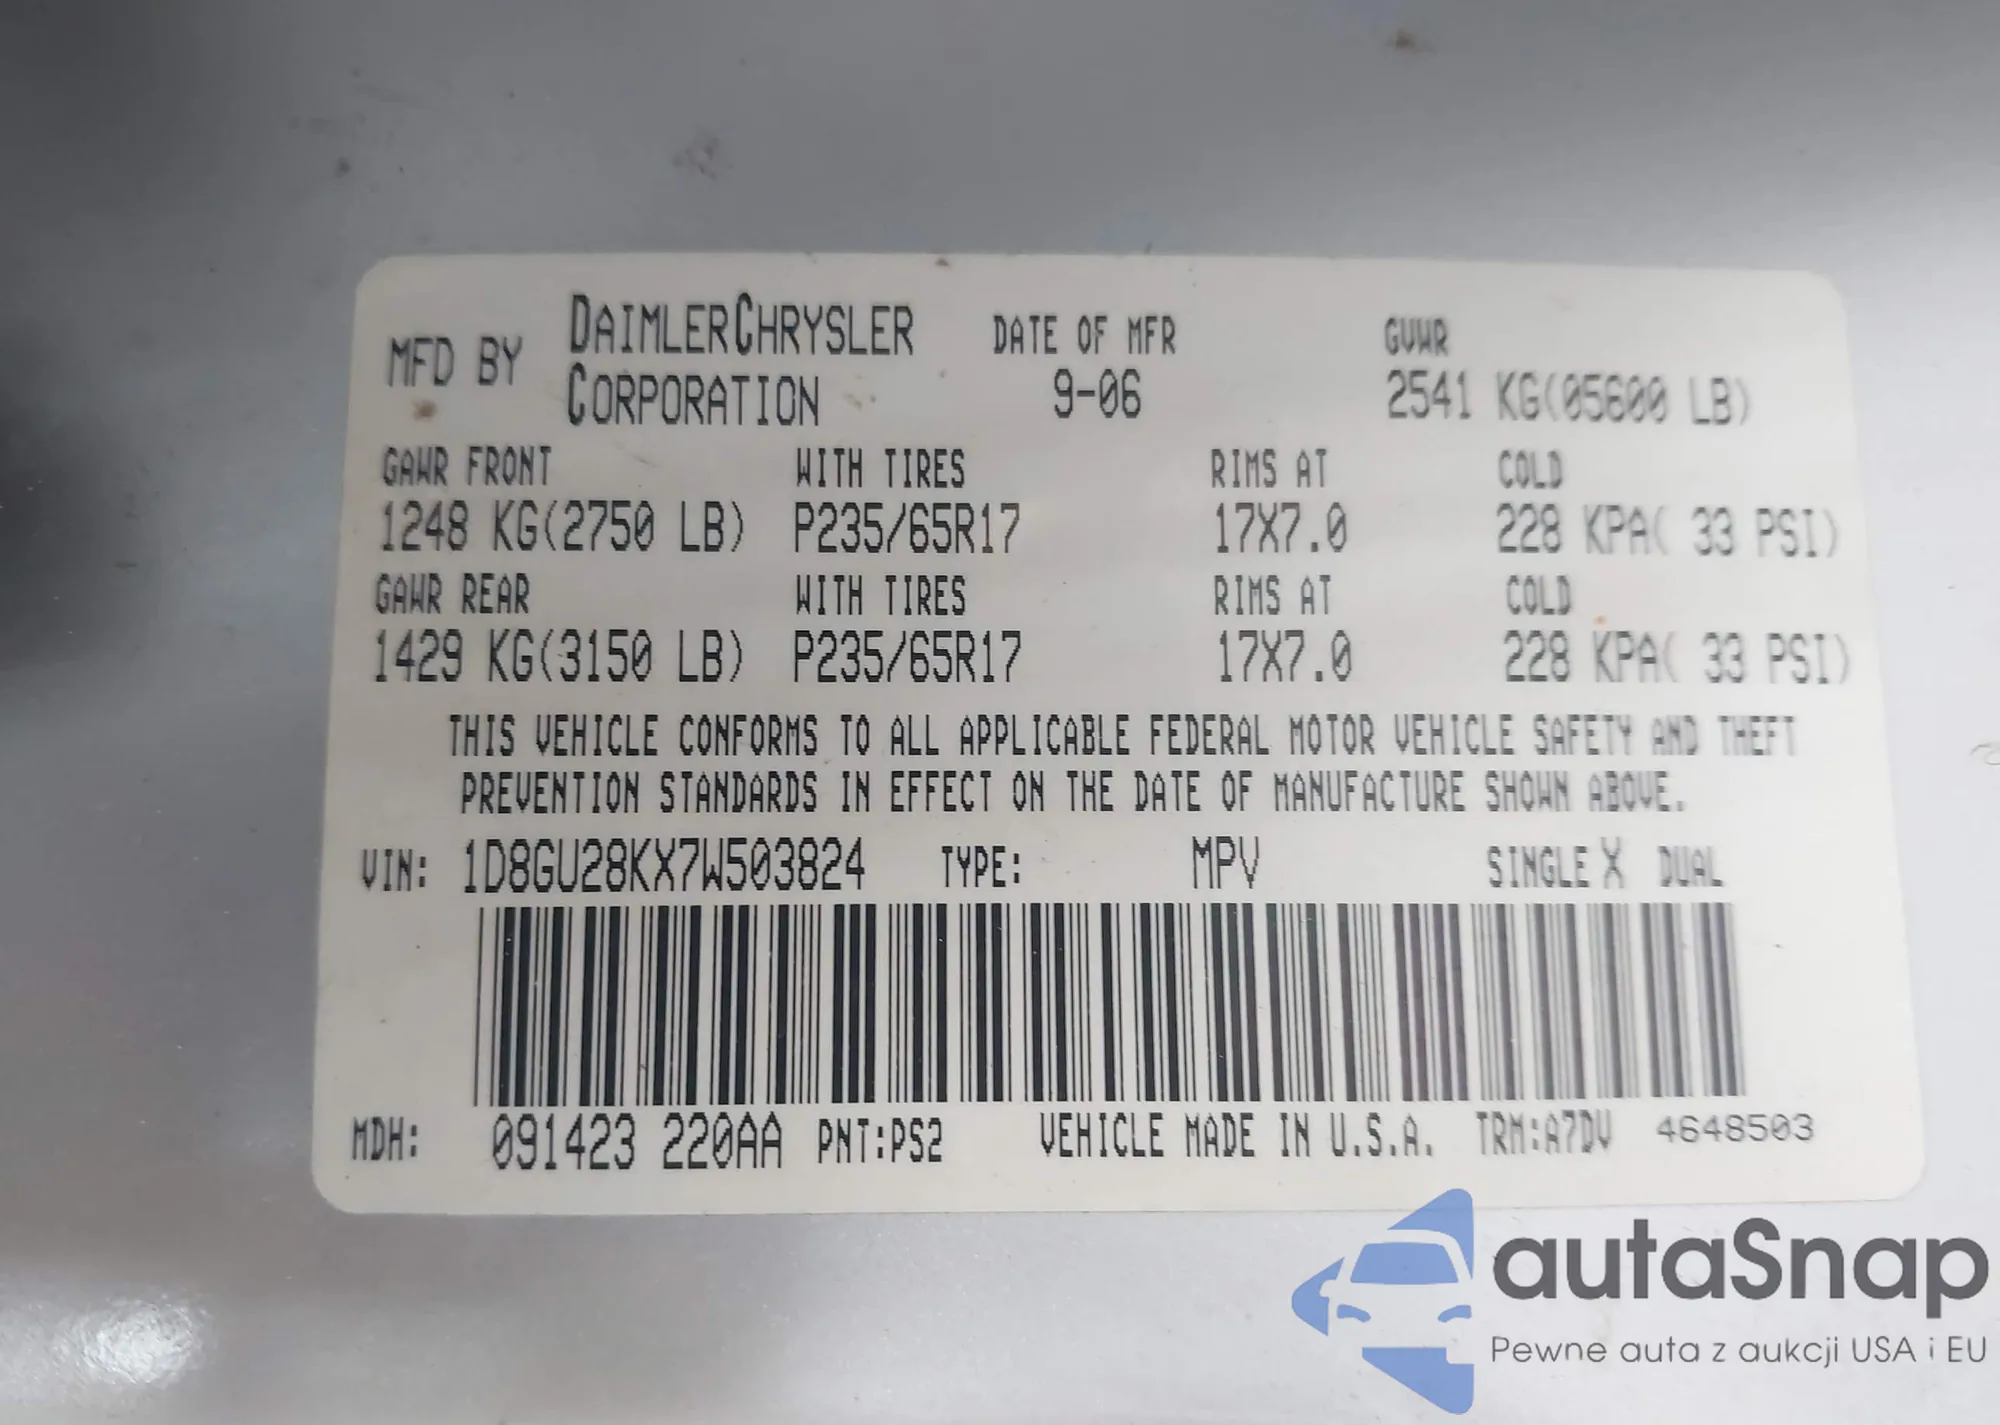 MFD BY DAIMLERCHRYSLER CORPORATION DATE OF MFR 9-06 GVWR 2541 KG(05600 LB)
GAWR FRONT WITH TIRES RIMS AT COLD
1248 KG(2750 LB) P235/65R17 17X7.0 228 KPA( 33 PSI)
GAWR REAR WITH TIRES RIMS AT COLD
1429 KG(3150 LB) P235/65R17 17X7.0 228 KPA( 33 PSI)
THIS VEHICLE CONFORMS TO ALL APPLICABLE FEDERAL MOTOR VEHICLE SAFETY AND THEFT
PREVENTION STANDARDS IN EFFECT ON THE DATE OF MANUFACTURE SHOWN ABOVE.
VIN: 1D8GU28KX7W503824 TYPE: MPV SINGLE X DUAL
MDH: 091423 220AA PNT:PS2 VEHICLE MADE IN U.S.A. TRM:A7DV 4648503
autaSnap
Pewne auta z aukcji USA i EU